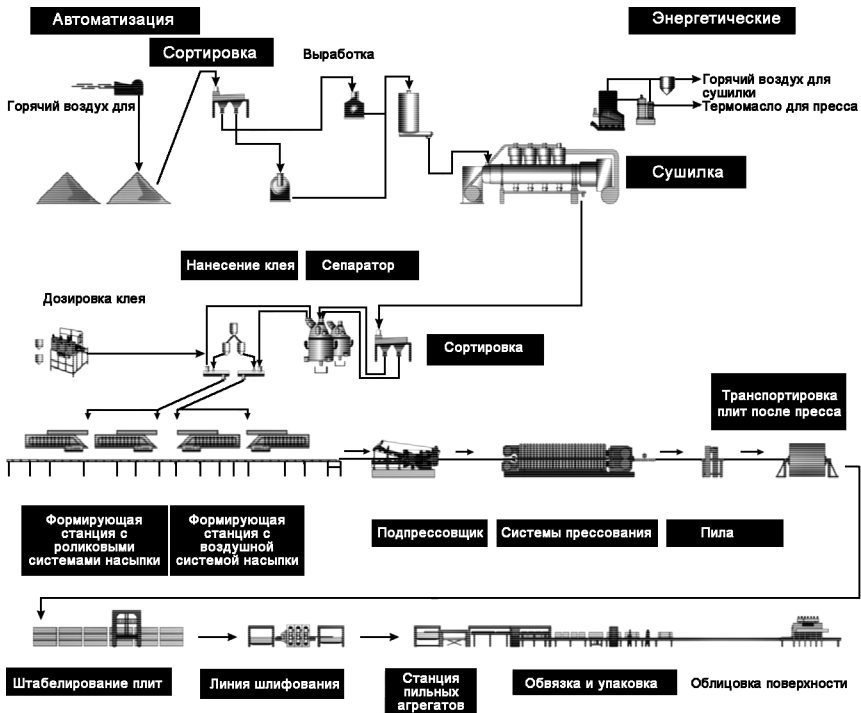 Автоматизация
Энергетические
Сортировка
Выработка
Горячий воздух для
Горячий воздух для
сушилки
Термомасло для пресса
Сушилка
Нанесение клея
Сепаратор
Дозировка клея
Сортировка
Транспортировка
плит после пресса
Формирующая
станция с
роликовыми
системами насыпки
Формирующая
станция с
воздушной
системой насыпки
Подпрессовщик
Системы прессования
Пила
Штабелирование плит
Линия шлифования
Станция
пильных
агрегатов
Обвязка и упаковка
Облицовка поверхности